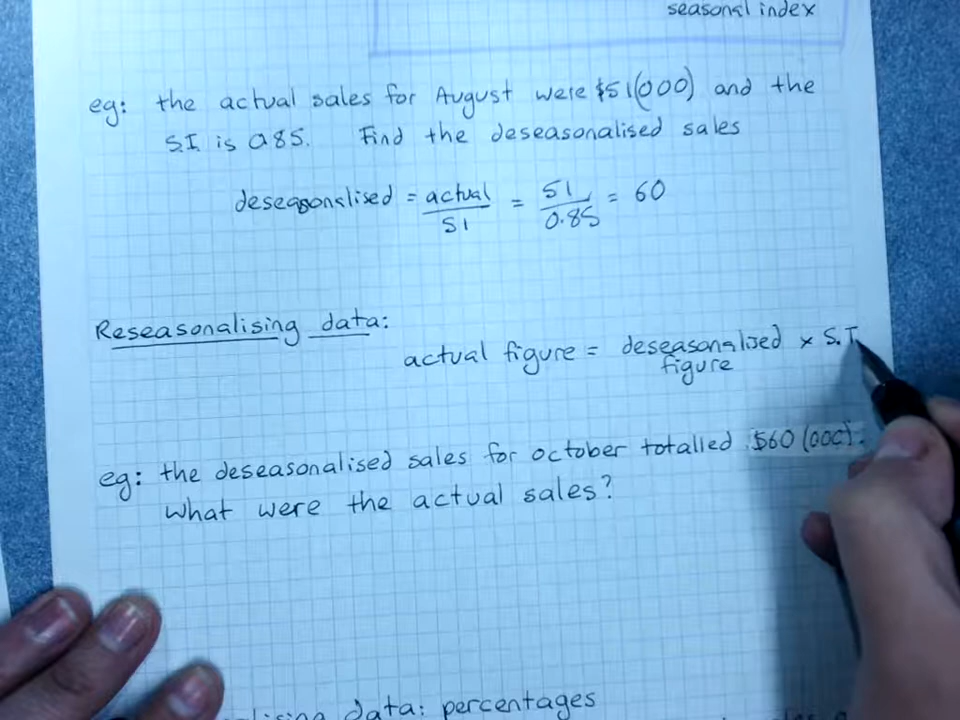 seasonal index
eg: the actual sales for August were $51(000) and the
S.I. is 0.85. Find the deseasonalised sales
deseasonalised = actual / SI = 51 / 0.85 = 60
Reseasonalising data:
actual figure = deseasonalised figure × S.I
eg: the deseasonalised sales for october totalled $60(000).
What were the actual sales?
data: percentages